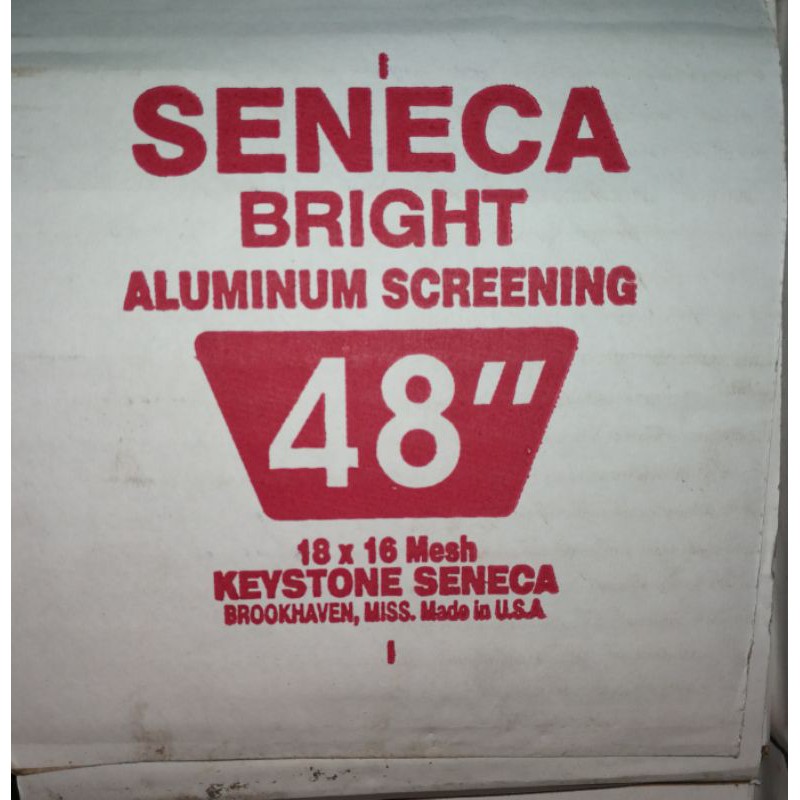 SENECA
BRIGHT
ALUMINUM SCREENING
48"
18 x 16 Mesh
KEYSTONE SENECA
BROOKHAVEN, MISS. Made in U.S.A